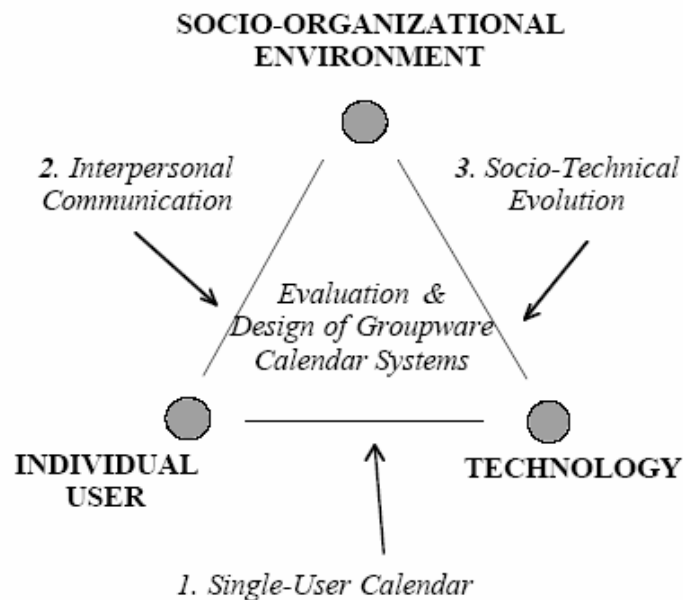 SOCIO-ORGANIZATIONAL
ENVIRONMENT
2. Interpersonal
Communication
3. Socio-Technical
Evolution
Evaluation &
Design of Groupware
Calendar Systems
INDIVIDUAL
USER
TECHNOLOGY
1. Single-User Calendar